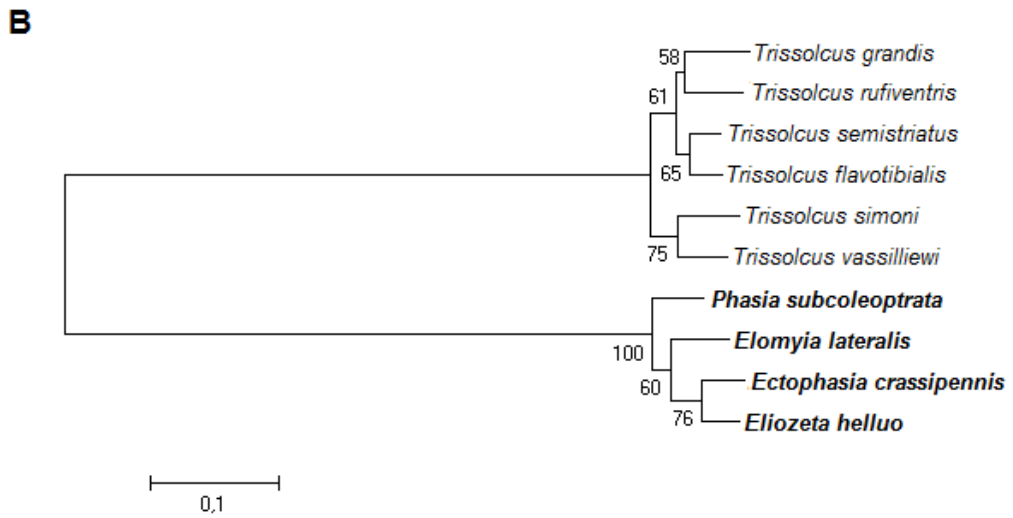 B
58
Trissolcus grandis
Trissolcus rufiventris
61
Trissolcus semistriatus
65
Trissolcus flavotibialis
Trissolcus simoni
75
Trissolcus vassilliewi
Phasia subcoleoptrata
100
Elomyia lateralis
60
Ectophasia crassipennis
76
Eliozeta helluo
0,1